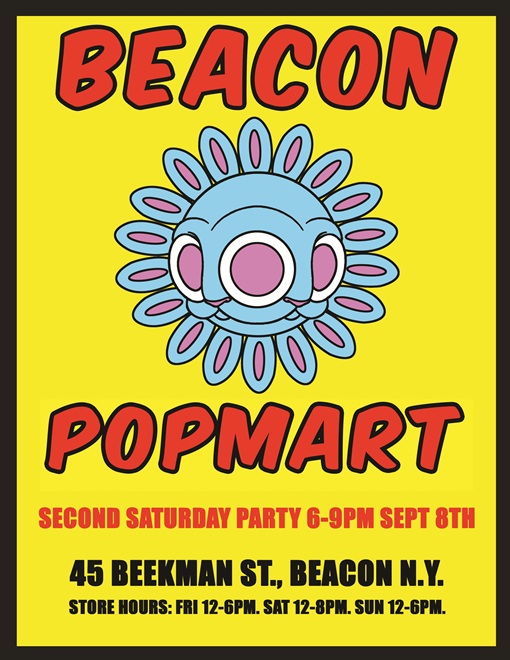 BEACON
POPMART
SECOND SATURDAY PARTY 6-9PM SEPT 8TH
45 BEEKMAN ST., BEACON N.Y.
STORE HOURS: FRI 12-6PM. SAT 12-8PM. SUN 12-6PM.